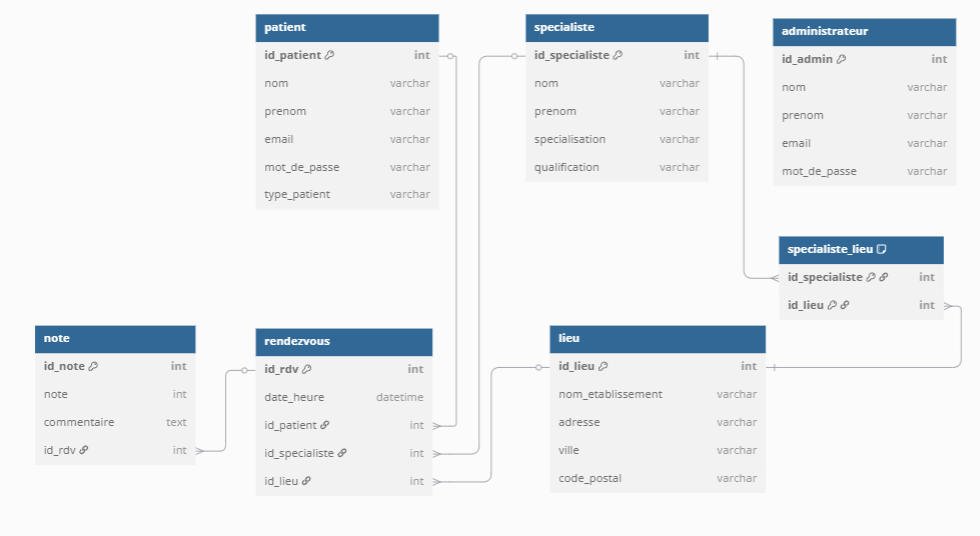 patient
id_patient int
nom varchar
prenom varchar
email varchar
mot_de_passe varchar
type_patient varchar
specialiste
id_specialiste int
nom varchar
prenom varchar
specialisation varchar
qualification varchar
administrateur
id_admin int
nom varchar
prenom varchar
email varchar
mot_de_passe varchar
specialiste_lieu
id_specialiste int
id_lieu int
note
id_note int
note int
commentaire text
id_rdv int
rendezvous
id_rdv int
date_heure datetime
id_patient int
id_specialiste int
id_lieu int
lieu
id_lieu int
nom_etablissement varchar
adresse varchar
ville varchar
code_postal varchar